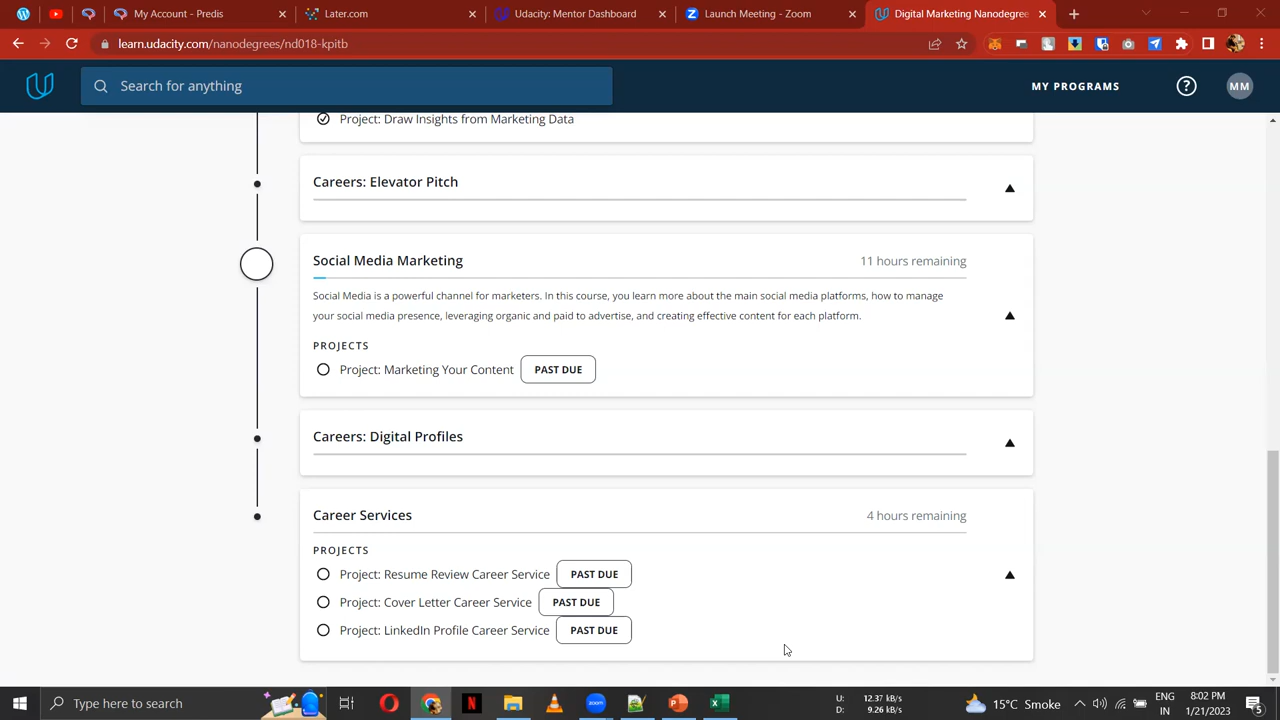 My Account - Predis
Later.com
Udacity: Mentor Dashboard
Launch Meeting - Zoom
Digital Marketing Nanodegree
learn.udacity.com/nanodegrees/nd018-kpitb
Search for anything
MY PROGRAMS
?
MM
Project: Draw Insights from Marketing Data
Careers: Elevator Pitch
Social Media Marketing
11 hours remaining
Social Media is a powerful channel for marketers. In this course, you learn more about the main social media platforms, how to manage
your social media presence, leveraging organic and paid to advertise, and creating effective content for each platform.
PROJECTS
Project: Marketing Your Content PAST DUE
Careers: Digital Profiles
Career Services
4 hours remaining
PROJECTS
Project: Resume Review Career Service PAST DUE
Project: Cover Letter Career Service PAST DUE
Project: LinkedIn Profile Career Service PAST DUE
Type here to search
U: 12.37 kB/s
D: 9.26 kB/s
15°C Smoke
ENG
IN
8:02 PM
1/21/2023
5